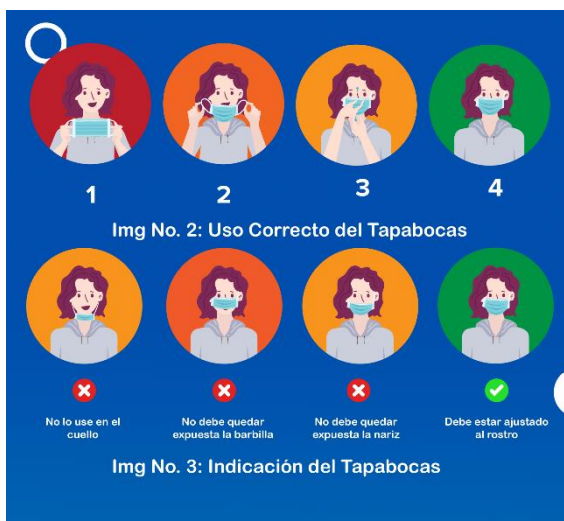 1
2
3
4
Img No. 2: Uso Correcto del Tapabocas
No lo use en el
cuello
No debe quedar
expuesta la barbilla
No debe quedar
expuesta la nariz
Debe estar ajustado
al rostro
Img No. 3: Indicación del Tapabocas